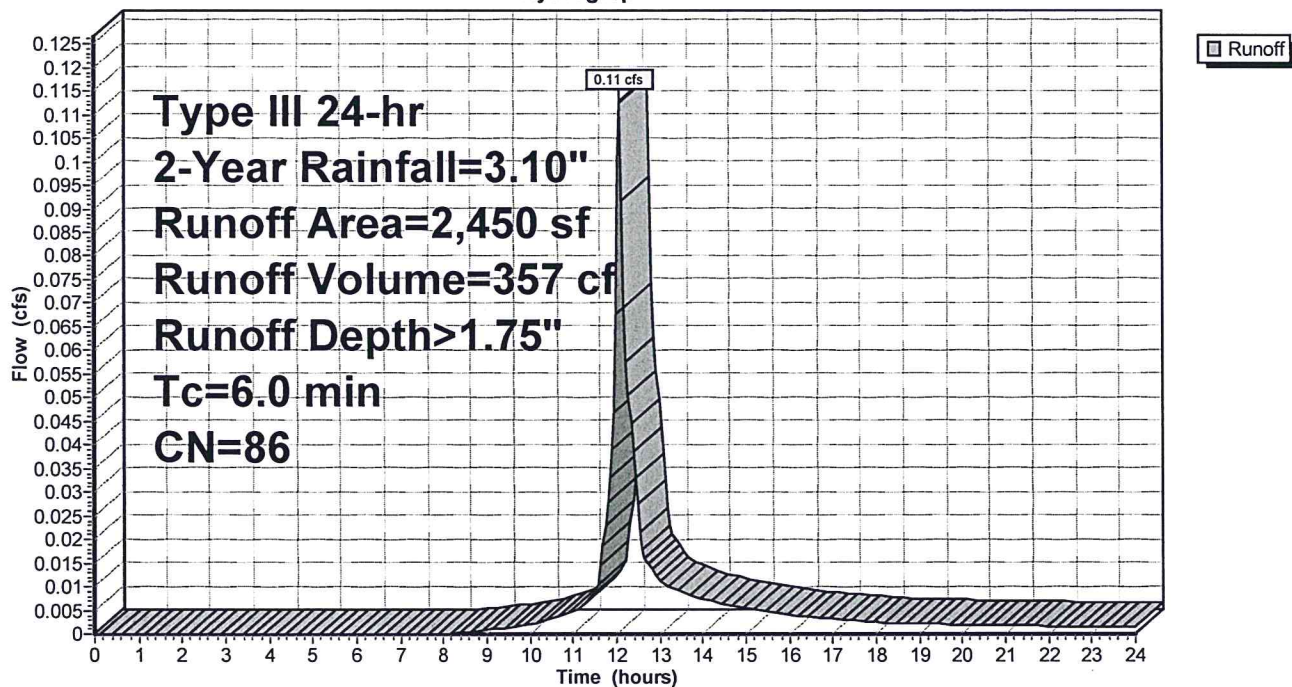 0.11 cfs
Runoff
Type III 24-hr
2-Year Rainfall=3.10"
Runoff Area=2,450 sf
Runoff Volume=357 cf
Runoff Depth>1.75"
Tc=6.0 min
CN=86
Flow (cfs)
0.125
0.12
0.115
0.11
0.105
0.1
0.095
0.09
0.085
0.08
0.075
0.07
0.065
0.06
0.055
0.05
0.045
0.04
0.035
0.03
0.025
0.02
0.015
0.01
0.005
0
0 1 2 3 4 5 6 7 8 9 10 11 12 13 14 15 16 17 18 19 20 21 22 23 24
Time (hours)